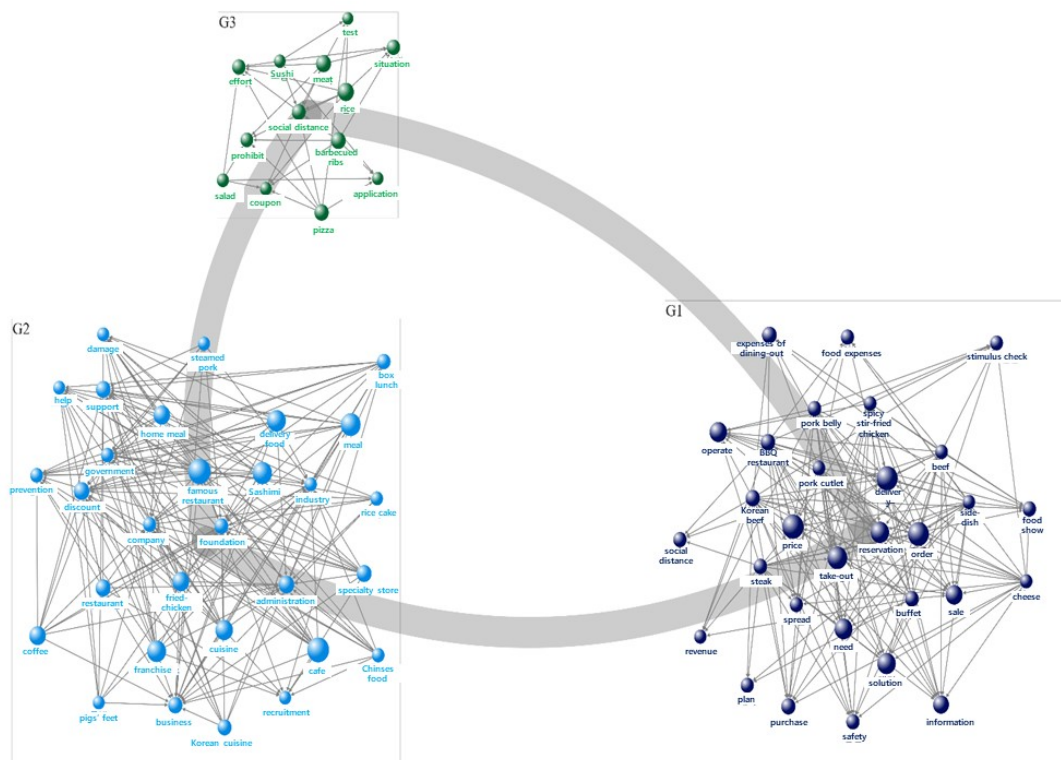 G3
test
situation
Sushi
effort
meat
rice
social distance
prohibit
barbecued
ribs
salad
coupon
application
pizza
G2
damage
steamed
pork
box
lunch
help
support
home meal
delivery
food
meal
government
prevention
discount
famous
restaurant
Sashimi
industry
rice cake
company
foundation
restaurant
fried-
chicken
administration
specialty store
coffee
franchise
cuisine
cafe
Chinses
food
pigs' feet
business
recruitment
Korean cuisine
G1
expenses of
dining-out
food expenses
stimulus check
pork belly
spicy
stir-fried
chicken
operate
BBQ
restaurant
pork cutlet
beef
delivery
Korean
beef
side-
dish
food
show
price
reservation
order
social
distance
steak
take-out
cheese
spread
buffet
sale
revenue
need
solution
plan
purchase
safety
information